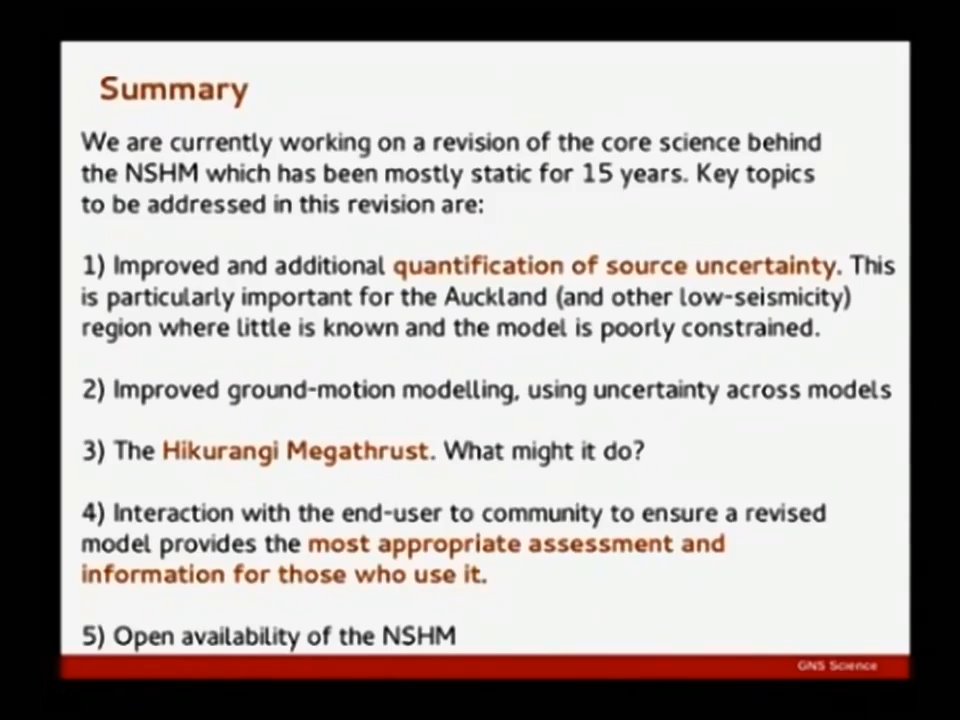 Summary
We are currently working on a revision of the core science behind
the NSHM which has been mostly static for 15 years. Key topics
to be addressed in this revision are:
1) Improved and additional quantification of source uncertainty. This
is particularly important for the Auckland (and other low-seismicity)
region where little is known and the model is poorly constrained.
2) Improved ground-motion modelling, using uncertainty across models
3) The Hikurangi Megathrust. What might it do?
4) Interaction with the end-user to community to ensure a revised
model provides the most appropriate assessment and
information for those who use it.
5) Open availability of the NSHM
GNS Science